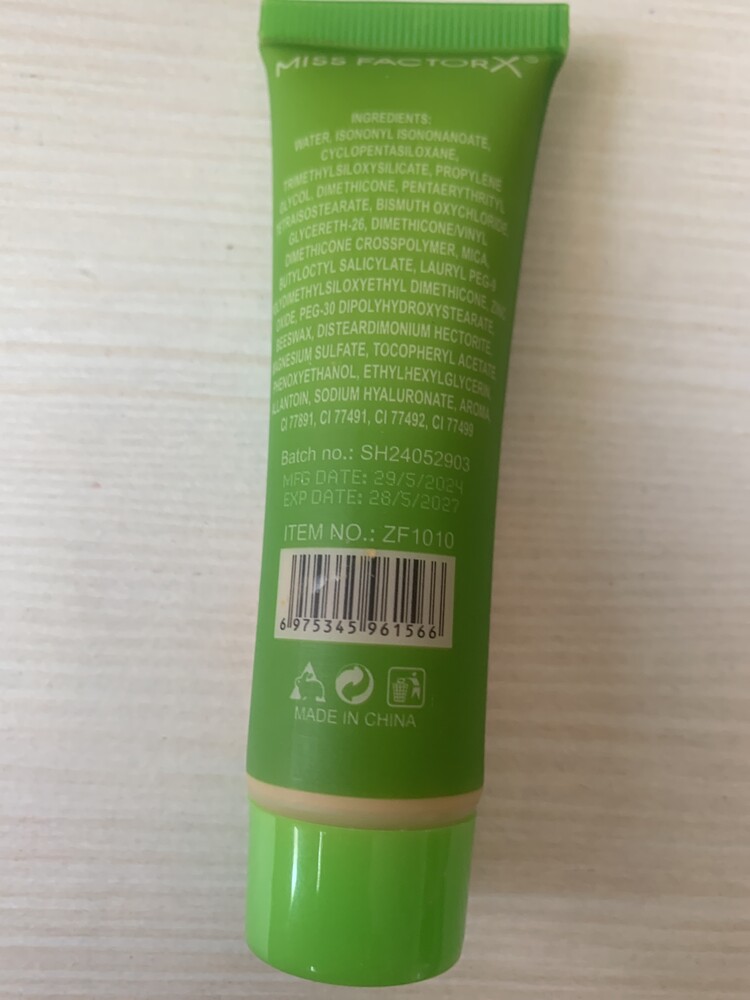 MISS FACTORX®
INGREDIENTS:
WATER, ISONONYL ISONONANOATE,
CYCLOPENTASILOXANE,
TRIMETHYLSILOXYSILICATE, PROPYLENE
GLYCOL, DIMETHICONE, PENTAERYTHRITYL
TETRAISOSTEARATE, BISMUTH OXYCHLORIDE,
GLYCERETH-26, DIMETHICONE/VINYL
DIMETHICONE CROSSPOLYMER, MICA,
BUTYLOCTYL SALICYLATE, LAURYL PEG-9
POLYDIMETHYLSILOXYETHYL DIMETHICONE, ZINC
OXIDE, PEG-30 DIPOLYHYDROXYSTEARATE,
BEESWAX, DISTEARDIMONIUM HECTORITE,
MAGNESIUM SULFATE, TOCOPHERYL ACETATE,
PHENOXYETHANOL, ETHYLHEXYLGLYCERIN,
ALLANTOIN, SODIUM HYALURONATE, AROMA,
CI 77891, CI 77491, CI 77492, CI 77499
Batch no.: SH24052903
MFG DATE: 29/5/2024
EXP DATE: 28/5/2027
ITEM NO.: ZF1010
6 975345 961566
MADE IN CHINA